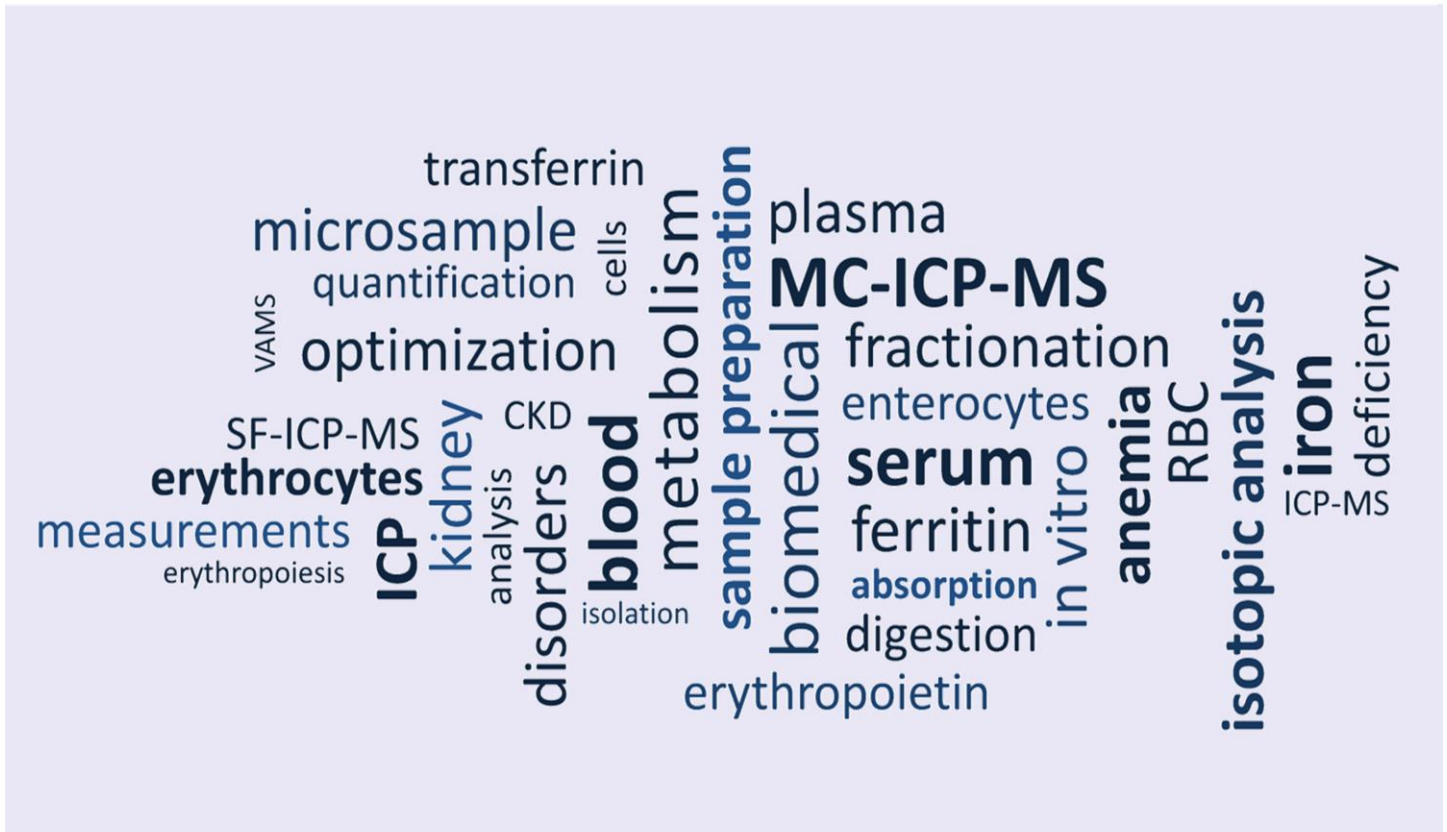 transferrin
microsample
cells
quantification
VAMS
optimization
metabolism
sample preparation
plasma
MC-ICP-MS
biomedical
fractionation
enterocytes
serum
ferritin
in vitro
absorption
digestion
erythropoietin
SF-ICP-MS
kidney
CKD
erythrocytes
measurements
erythropoiesis
ICP
analysis
disorders
blood
isolation
anemia
RBC
isotopic analysis
iron
deficiency
ICP-MS